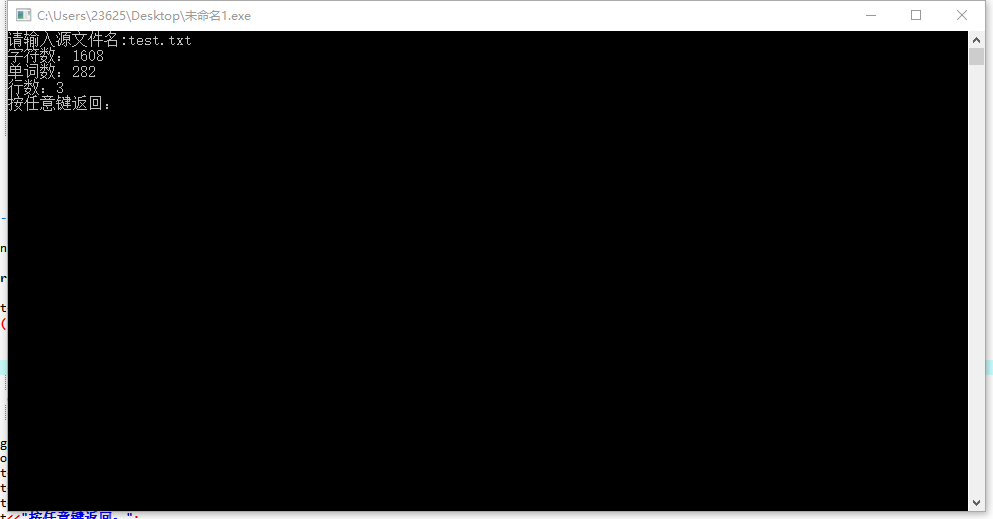 C:\Users\23625\Desktop\未命名1.exe
请输入源文件名:test.txt
字符数：1608
单词数：282
行数：3
按任意键返回：
-
n
r
t
(
g
o
t
t
t
t<<"按任意键返回：";